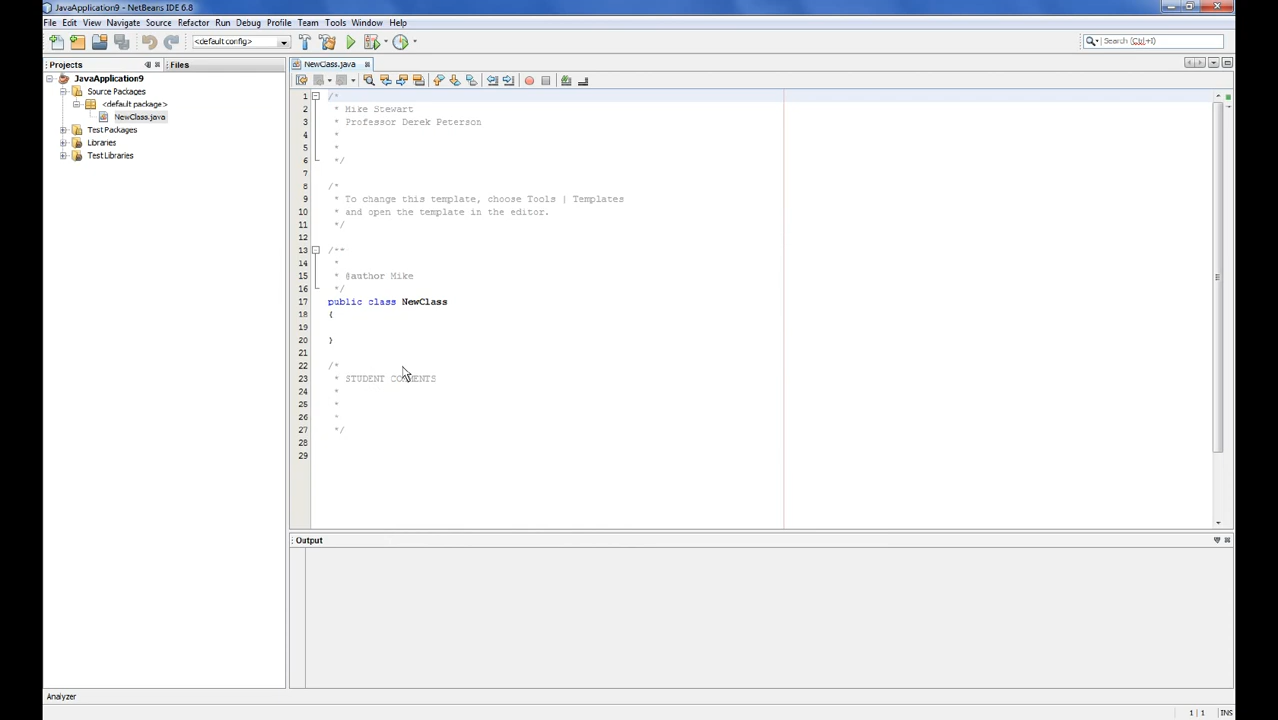 JavaApplication9 - NetBeans IDE 6.8
File Edit View Navigate Source Refactor Run Debug Profile Team Tools Window Help
<default config>
Search (Ctrl+I)
Projects
Files
JavaApplication9
Source Packages
<default package>
NewClass.java
Test Packages
Libraries
Test Libraries
NewClass.java
1 /*
2 * Mike Stewart
3 * Professor Derek Peterson
4 *
5 *
6 */
7
8 /*
9 * To change this template, choose Tools | Templates
10 * and open the template in the editor.
11 */
12
13 /**
14 *
15 * @author Mike
16 */
17 public class NewClass
18 {
19
20 }
21
22 /*
23 * STUDENT COMMENTS
24 *
25 *
26 *
27 */
28
29
Output
Analyzer
1 | 1 INS